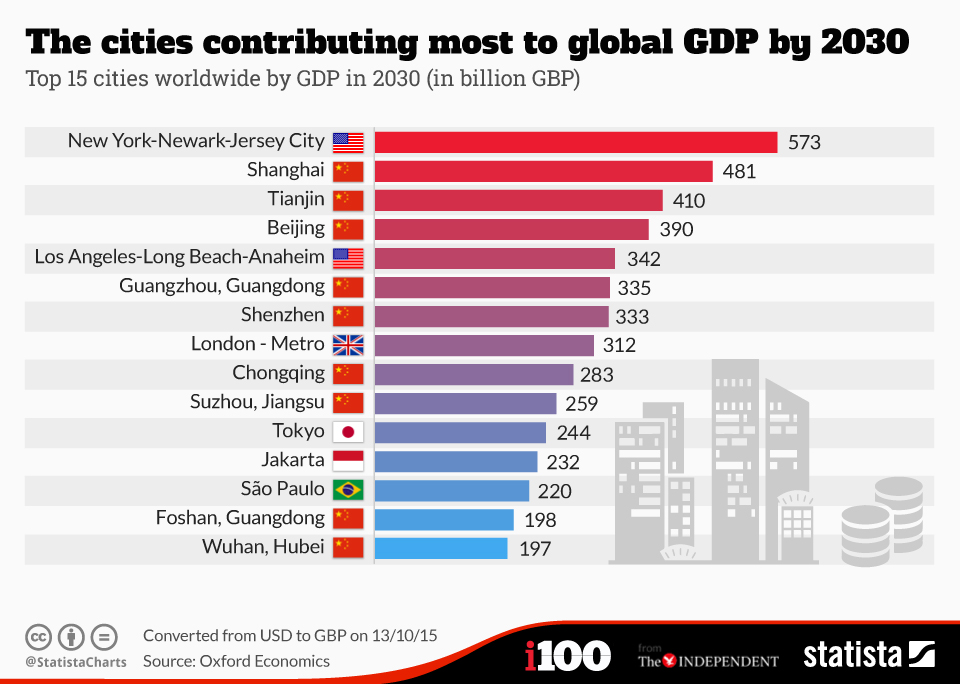 The cities contributing most to global GDP by 2030
Top 15 cities worldwide by GDP in 2030 (in billion GBP)
New York-Newark-Jersey City 573
Shanghai 481
Tianjin 410
Beijing 390
Los Angeles-Long Beach-Anaheim 342
Guangzhou, Guangdong 335
Shenzhen 333
London - Metro 312
Chongqing 283
Suzhou, Jiangsu 259
Tokyo 244
Jakarta 232
São Paulo 220
Foshan, Guangdong 198
Wuhan, Hubei 197
cc =
@StatistaCharts
Converted from USD to GBP on 13/10/15
Source: Oxford Economics
i100
from
The INDEPENDENT
statista